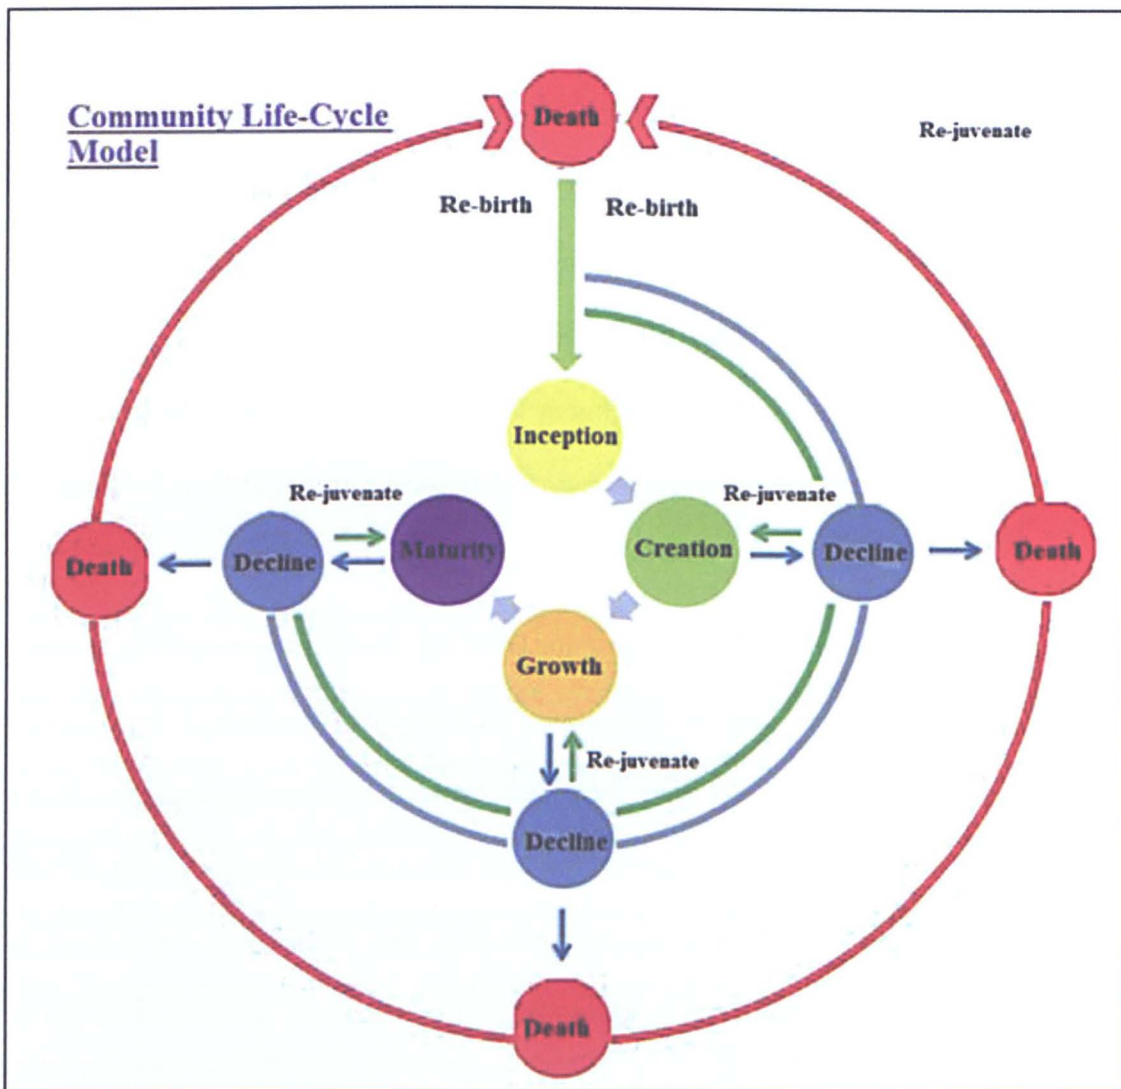 Community Life-Cycle
Model
Death
Re-juvenate
Re-birth
Re-birth
Inception
Re-juvenate
Re-juvenate
Death
Decline
Maturity
Creation
Decline
Death
Growth
Re-juvenate
Decline
Death